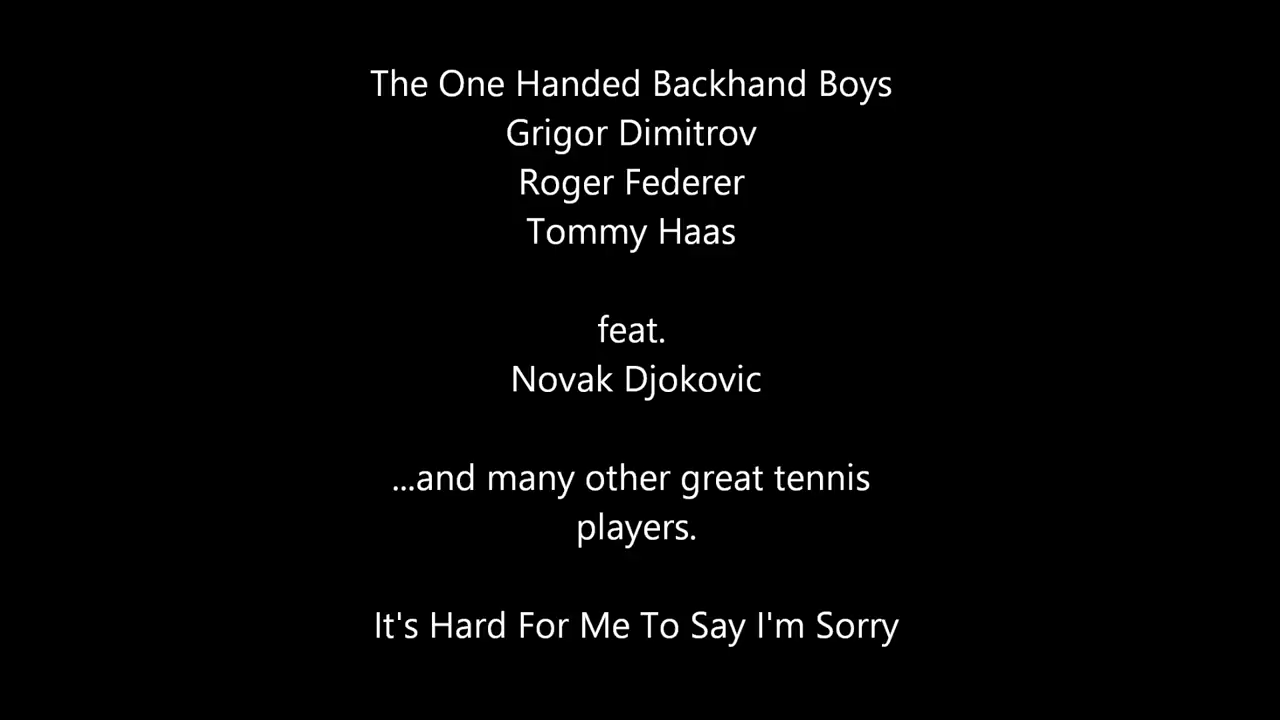 The One Handed Backhand Boys
Grigor Dimitrov
Roger Federer
Tommy Haas
feat.
Novak Djokovic
...and many other great tennis
players.
It's Hard For Me To Say I'm Sorry